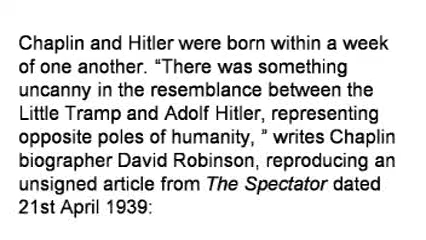 Chaplin and Hitler were born within a week
of one another. “There was something
uncanny in the resemblance between the
Little Tramp and Adolf Hitler, representing
opposite poles of humanity, ” writes Chaplin
biographer David Robinson, reproducing an
unsigned article from The Spectator dated
21st April 1939: